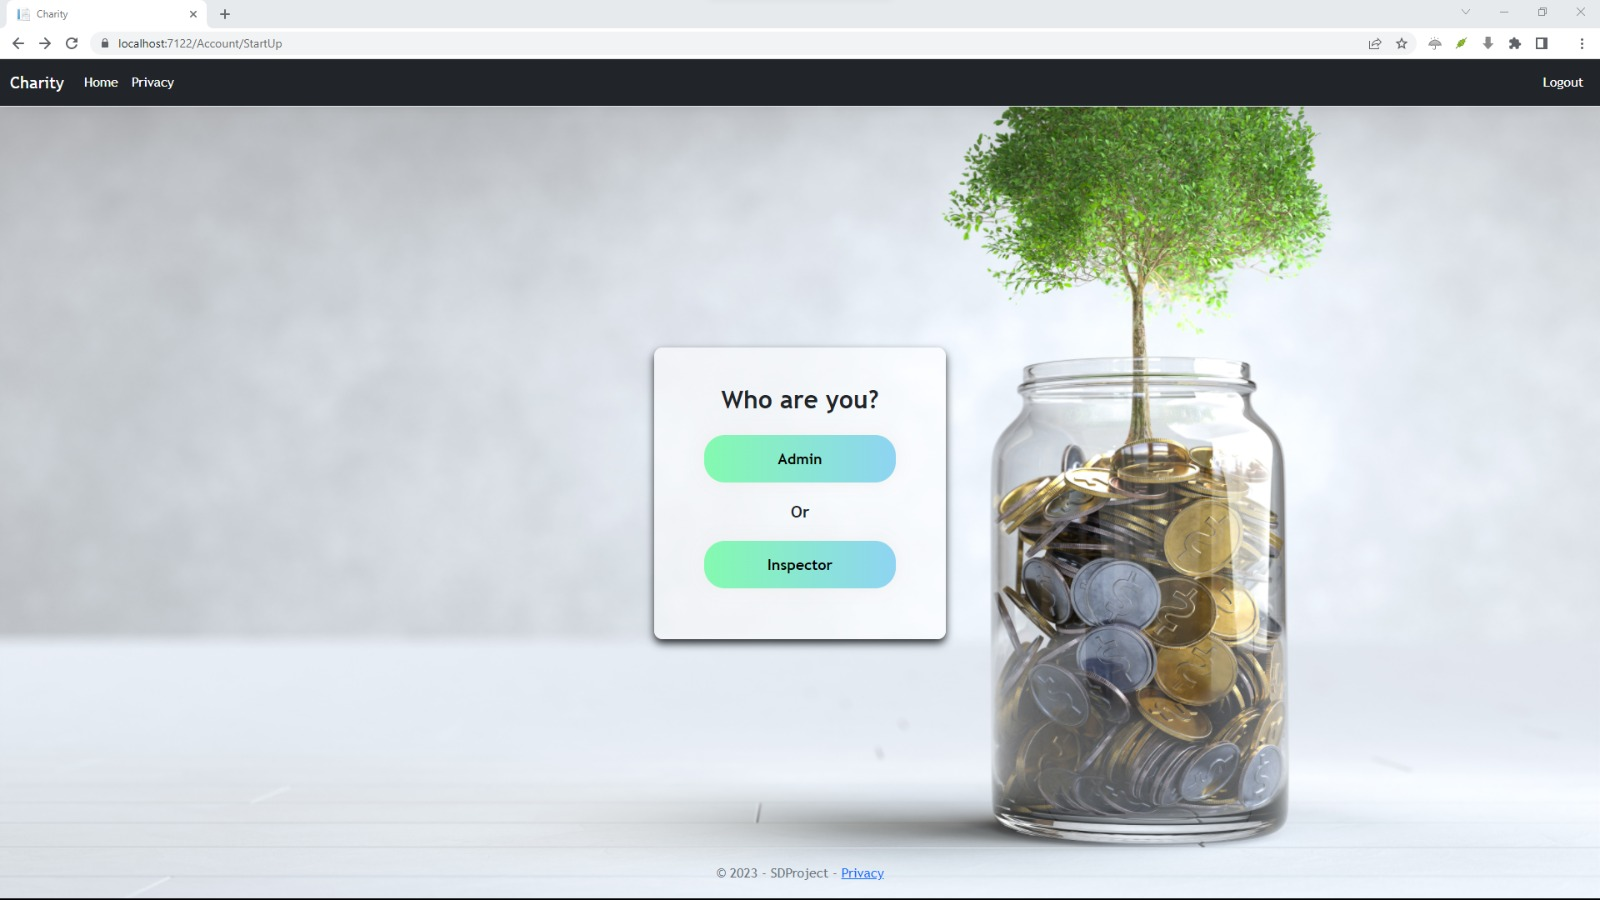 Charity
localhost:7122/Account/StartUp
Charity Home Privacy Logout
Who are you?
Admin
Or
Inspector
© 2023 - SDProject - Privacy